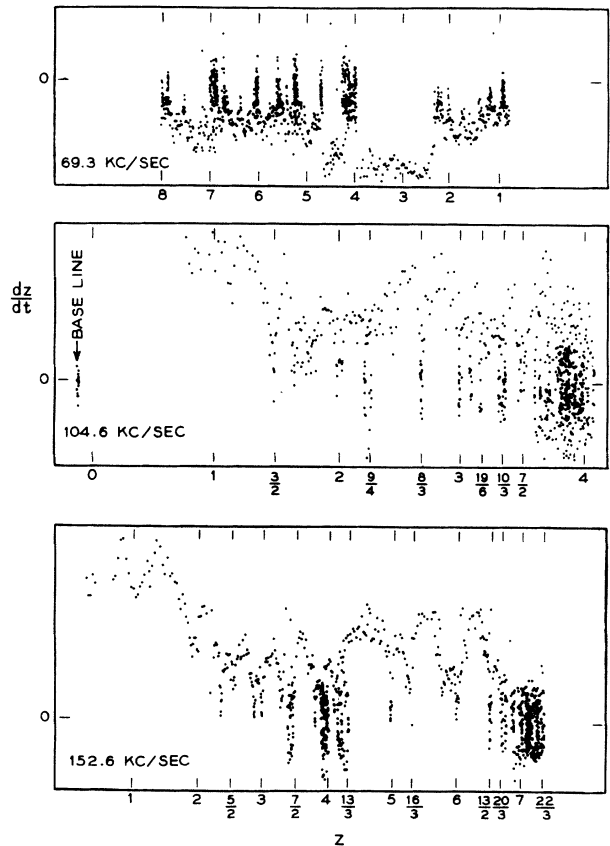 0
69.3 KC/SEC
8 7 6 5 4 3 2 1
dz/dt
BASE LINE
0
104.6 KC/SEC
0 1 3/2 2 9/4 8/3 3 19/6 10/3 7/2 4
0
152.6 KC/SEC
1 2 5/2 3 7/2 4 13/3 5 16/3 6 13/2 20/3 7 22/3
z